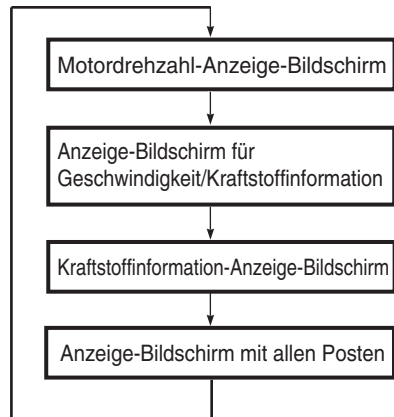 Motordrehzahl-Anzeige-Bildschirm
Anzeige-Bildschirm für
Geschwindigkeit/Kraftstoffinformation
Kraftstoffinformation-Anzeige-Bildschirm
Anzeige-Bildschirm mit allen Posten